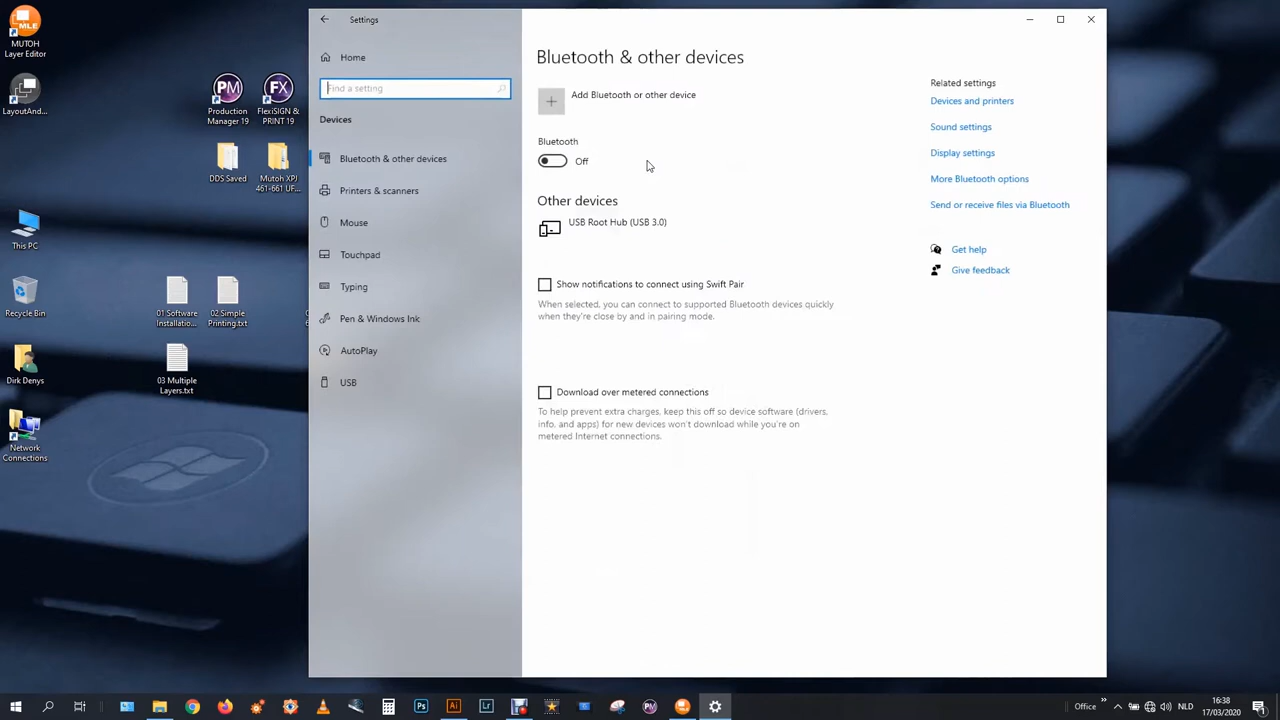 MLE
MUTOH
Layer Editor
LayoutAnd...
PM
Production
Manager 19
FX
FlexiSIGN &
PRINT 19
DDS Saved
Mutoh XPJ
461-661 UF...
This PC
Recycle Bin
01 Software
Installatio...
02 Simple
Printing.txt
Dirk Denys
03 Multiple
Layers.txt
Network
Connections
Settings
Home
Find a setting
Devices
Bluetooth & other devices
Printers & scanners
Mouse
Touchpad
Typing
Pen & Windows Ink
AutoPlay
USB
Bluetooth & other devices
Add Bluetooth or other device
Bluetooth
Off
Other devices
USB Root Hub (USB 3.0)
Show notifications to connect using Swift Pair
When selected, you can connect to supported Bluetooth devices quickly
when they're close by and in pairing mode.
Download over metered connections
To help prevent extra charges, keep this off so device software (drivers,
info, and apps) for new devices won't download while you're on
metered Internet connections.
Related settings
Devices and printers
Sound settings
Display settings
More Bluetooth options
Send or receive files via Bluetooth
Get help
Give feedback
Ps
Ai
Lr
PM
Office
NLD
16:38
17/03/2020